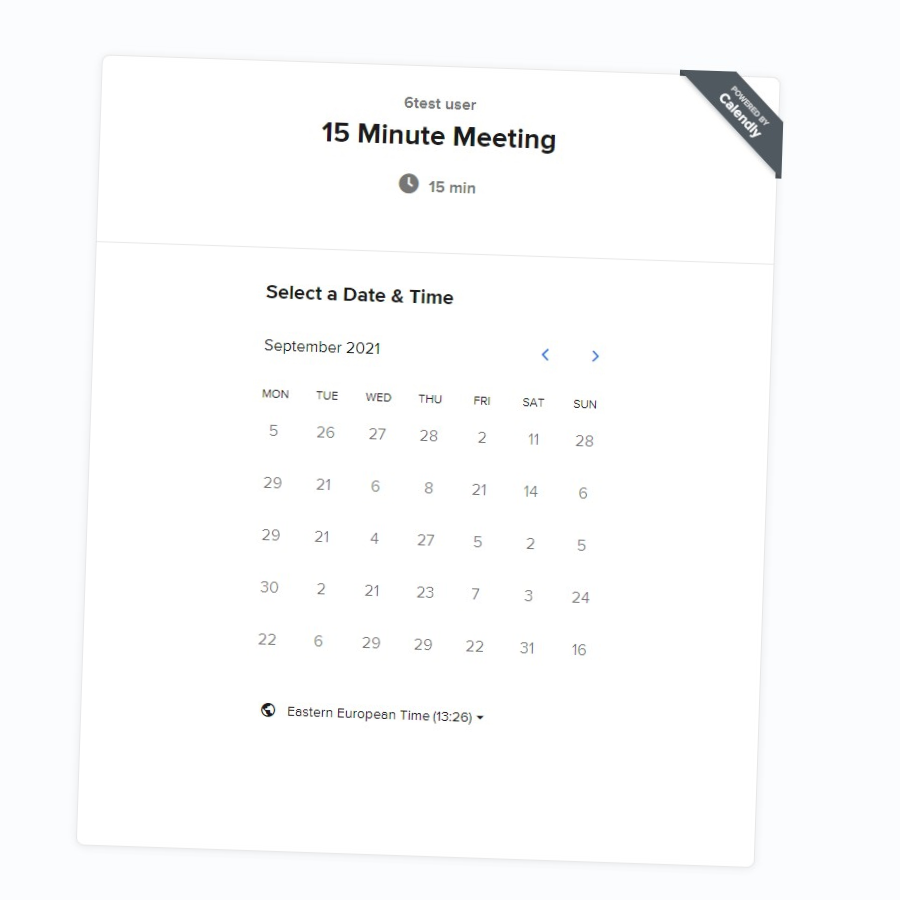 POWERED BY
Calendly
6test user
15 Minute Meeting
15 min
Select a Date & Time
September 2021
MON TUE WED THU FRI SAT SUN
5 26 27 28 2 11 28
29 21 6 8 21 14 6
29 21 4 27 5 2 5
30 2 21 23 7 3 24
22 6 29 29 22 31 16
Eastern European Time (13:26)